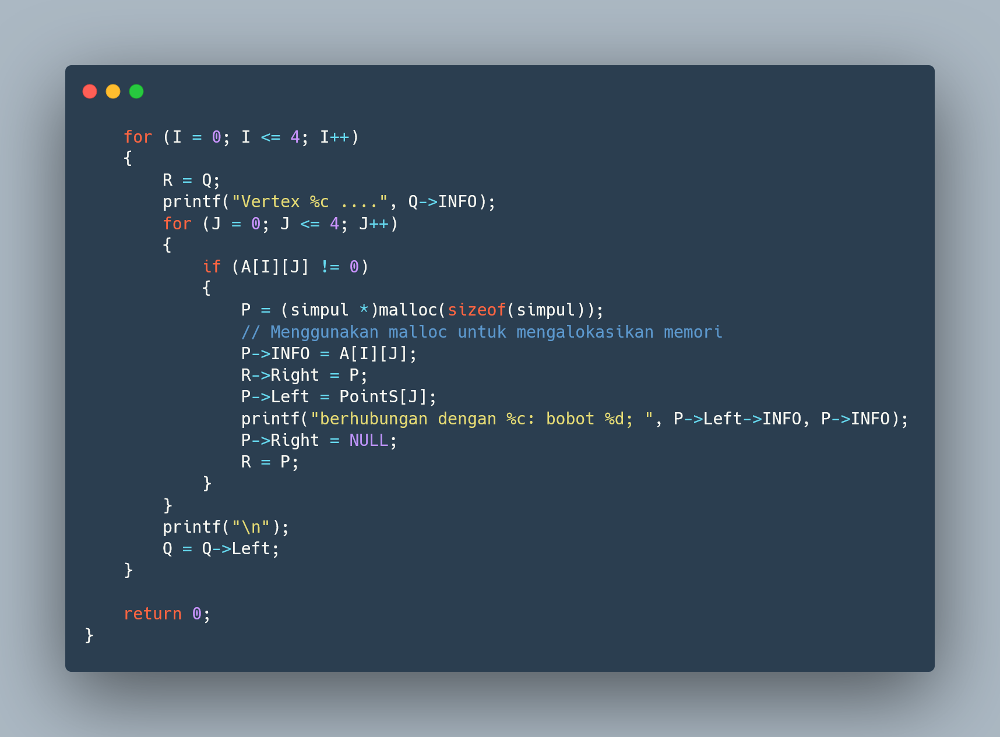 for (I = 0; I <= 4; I++)
{
R = Q;
printf("Vertex %c ....", Q->INFO);
for (J = 0; J <= 4; J++)
{
if (A[I][J] != 0)
{
P = (simpul *)malloc(sizeof(simpul));
// Menggunakan malloc untuk mengalokasikan memori
P->INFO = A[I][J];
R->Right = P;
P->Left = PointS[J];
printf("berhubungan dengan %c: bobot %d; ", P->Left->INFO, P->INFO);
P->Right = NULL;
R = P;
}
}
printf("\n");
Q = Q->Left;
}
return 0;
}